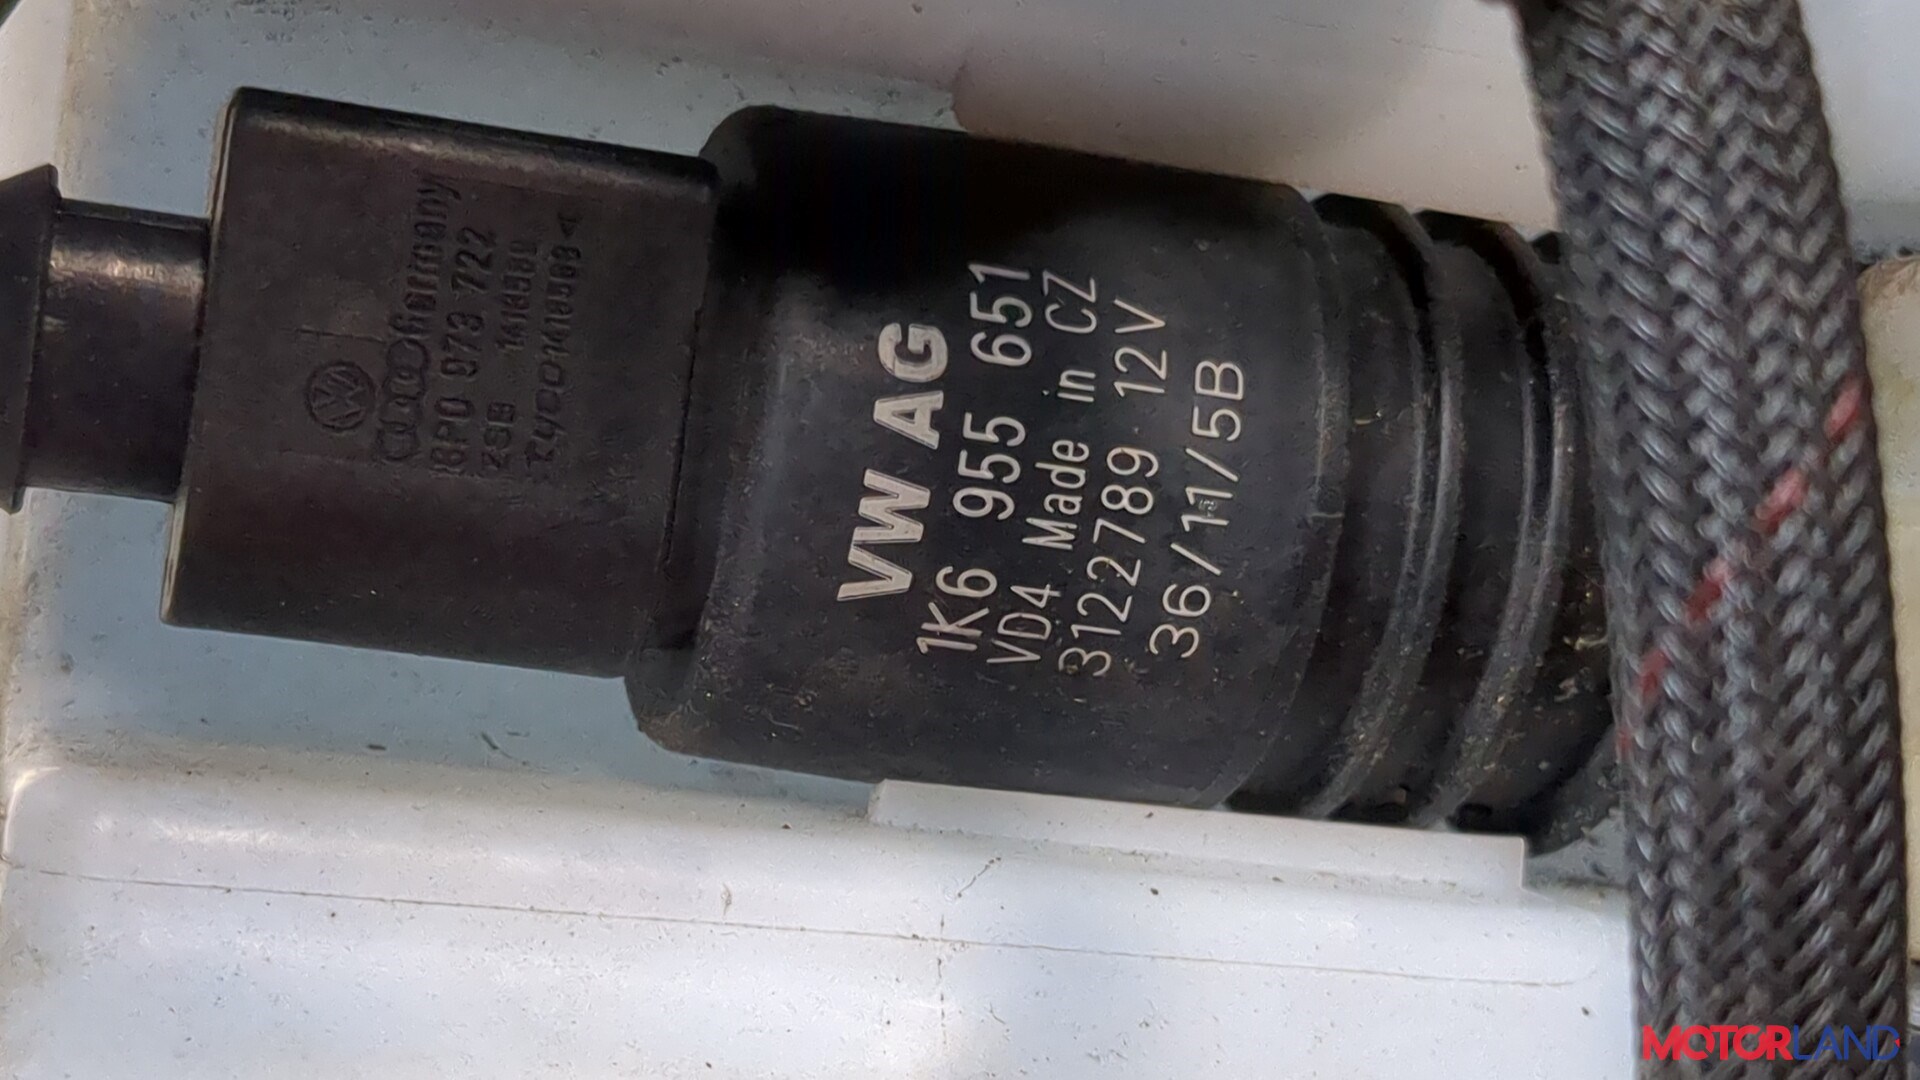 Germany
8P0 973 722
ZSB
VW AG
1K6 955 651
VD4 Made in CZ
3122789 12V
36/11/5B
MOTORLAND